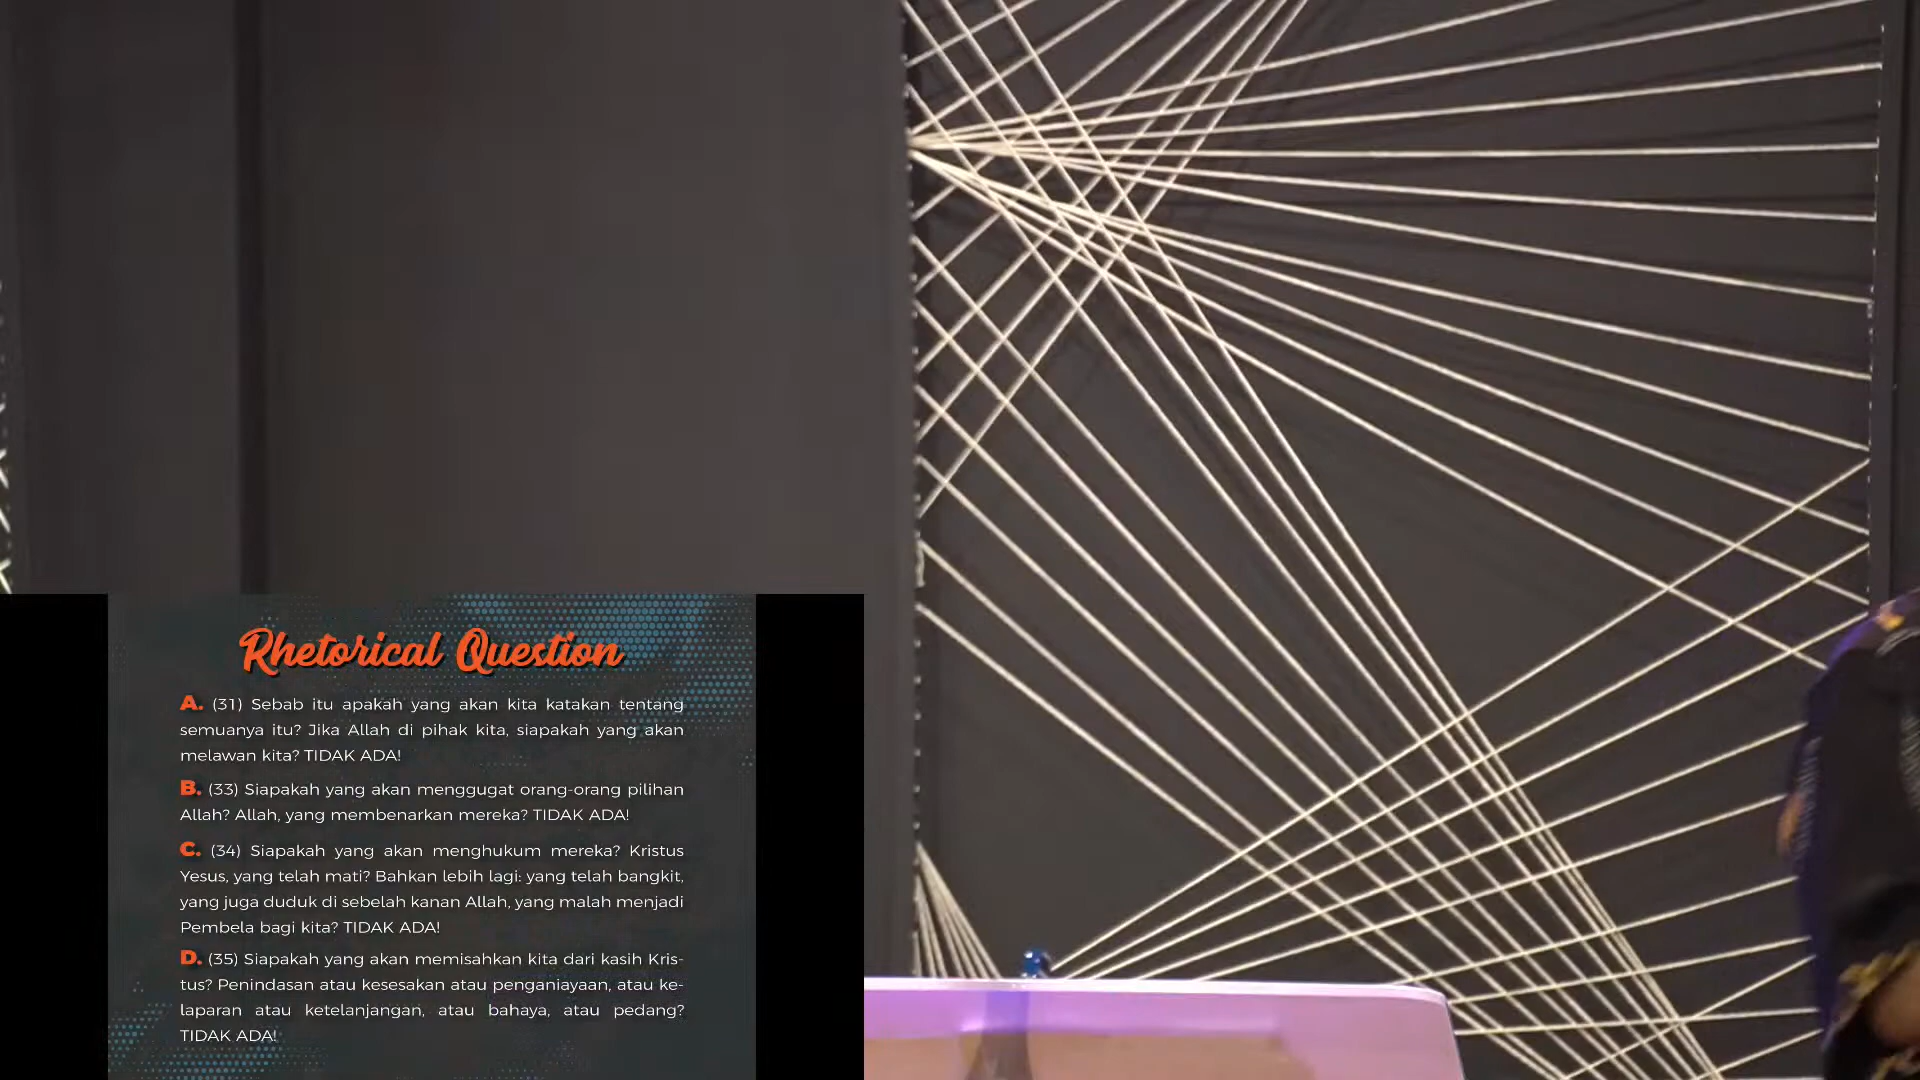 Rhetorical Question
A. (31) Sebab itu apakah yang akan kita katakan tentang
semuanya itu? Jika Allah di pihak kita, siapakah yang akan
melawan kita? TIDAK ADA!
B. (33) Siapakah yang akan menggugat orang-orang pilihan
Allah? Allah, yang membenarkan mereka? TIDAK ADA!
C. (34) Siapakah yang akan menghukum mereka? Kristus
Yesus, yang telah mati? Bahkan lebih lagi: yang telah bangkit,
yang juga duduk di sebelah kanan Allah, yang malah menjadi
Pembela bagi kita? TIDAK ADA!
D. (35) Siapakah yang akan memisahkan kita dari kasih Kris-
tus? Penindasan atau kesesakan atau penganiayaan, atau ke-
laparan atau ketelanjangan, atau bahaya, atau pedang?
TIDAK ADA!